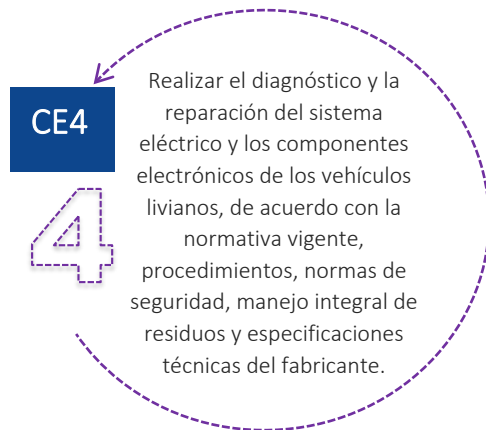 CE4
4
Realizar el diagnóstico y la
reparación del sistema
eléctrico y los componentes
electrónicos de los vehículos
livianos, de acuerdo con la
normativa vigente,
procedimientos, normas de
seguridad, manejo integral de
residuos y especificaciones
técnicas del fabricante.